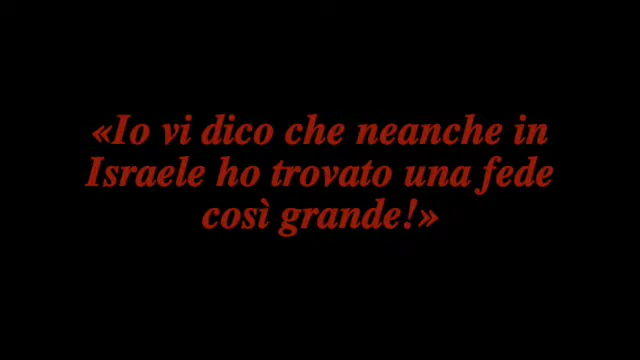 «Io vi dico che neanche in
Israele ho trovato una fede
così grande!»